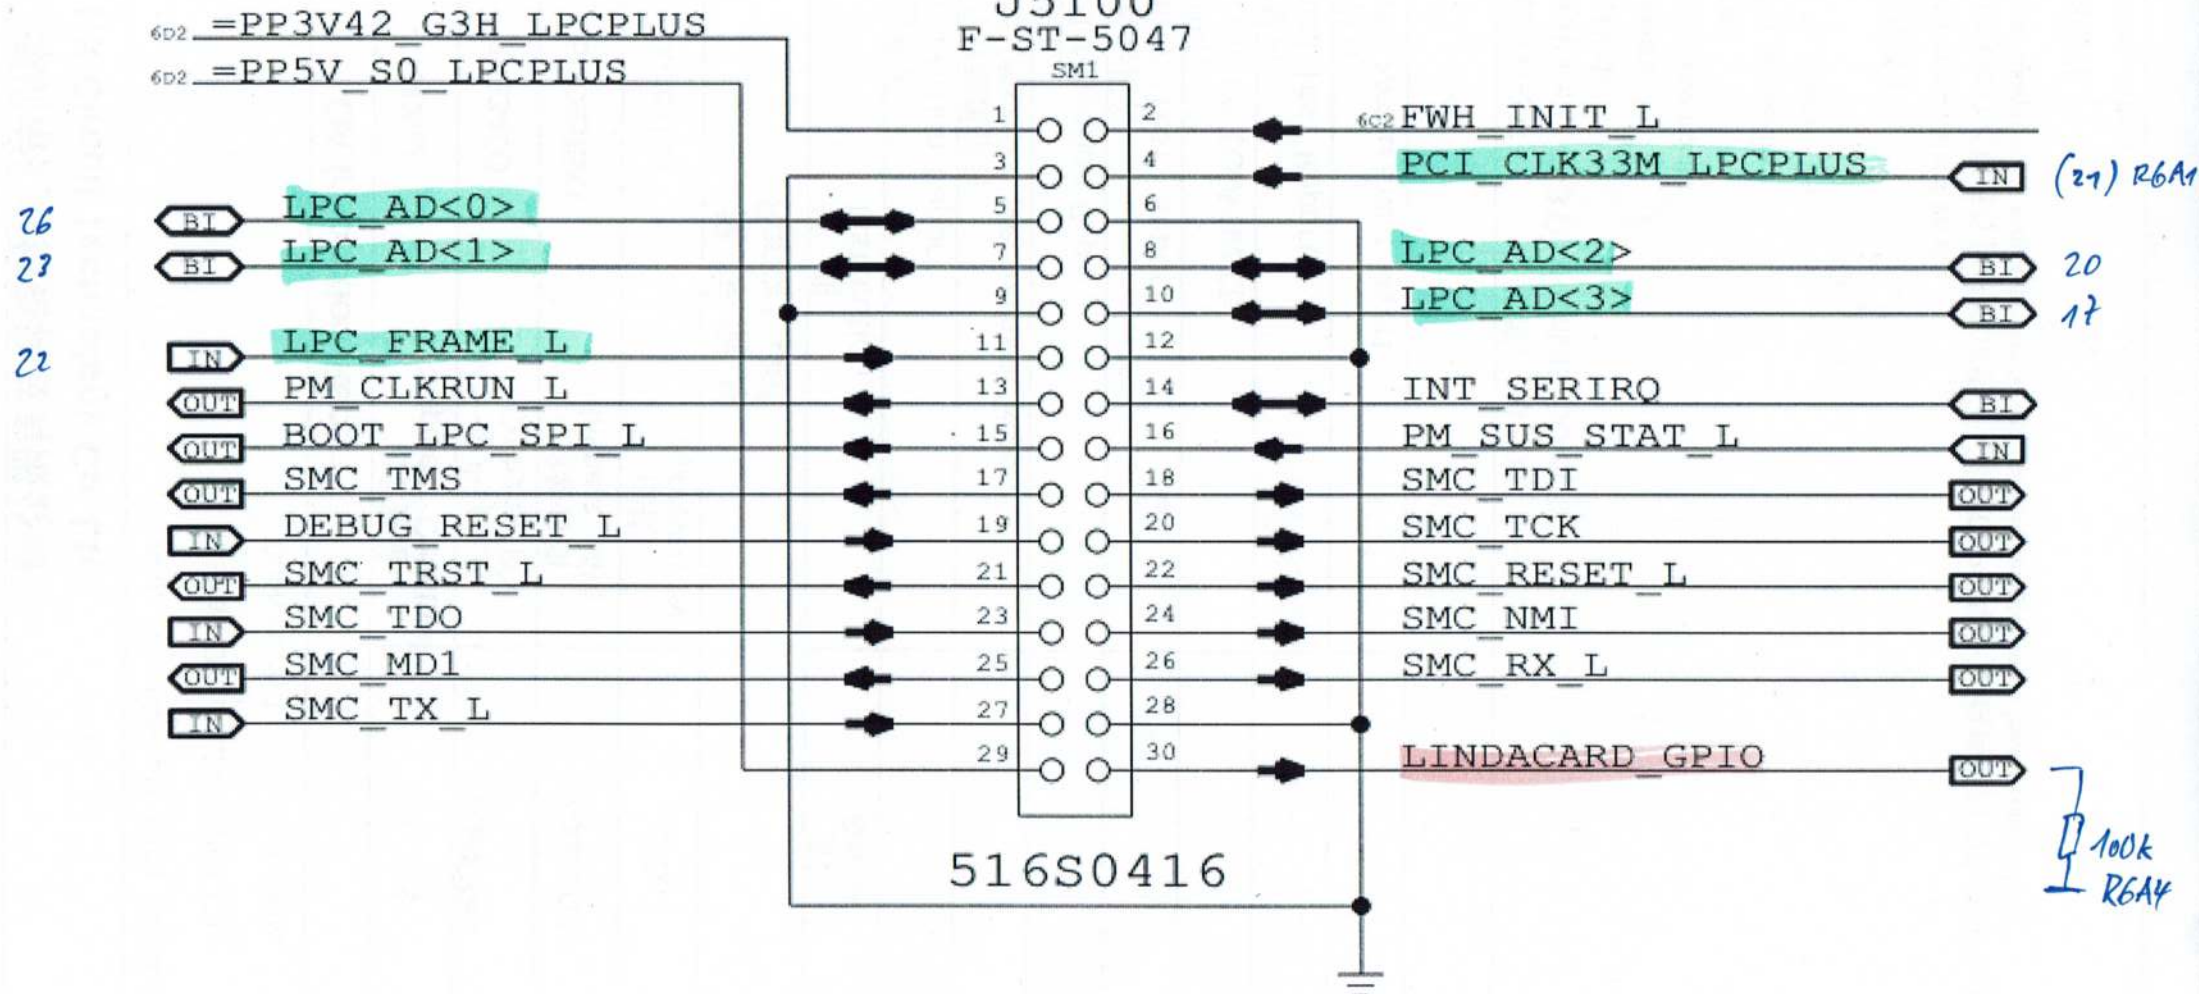 J5100
=PP3V42_G3H_LPCPLUS
6D2
F-ST-5047
=PP5V_S0_LPCPLUS
6D2
SM1
1
2
6C2 FWH_INIT_L
3
4
PCI_CLK33M_LPCPLUS
IN
(21) R6A1
26
BI
LPC_AD<0>
5
6
23
BI
LPC_AD<1>
7
8
LPC_AD<2>
BI
20
9
10
LPC_AD<3>
BI
17
22
IN
LPC_FRAME_L
11
12
OUT
PM_CLKRUN_L
13
14
INT_SERIRQ
BI
OUT
BOOT_LPC_SPI_L
15
16
PM_SUS_STAT_L
IN
OUT
SMC_TMS
17
18
SMC_TDI
OUT
IN
DEBUG_RESET_L
19
20
SMC_TCK
OUT
OUT
SMC_TRST_L
21
22
SMC_RESET_L
OUT
IN
SMC_TDO
23
24
SMC_NMI
OUT
OUT
SMC_MD1
25
26
SMC_RX_L
OUT
IN
SMC_TX_L
27
28
29
30
LINDACARD_GPIO
OUT
100k
R6A4
516S0416